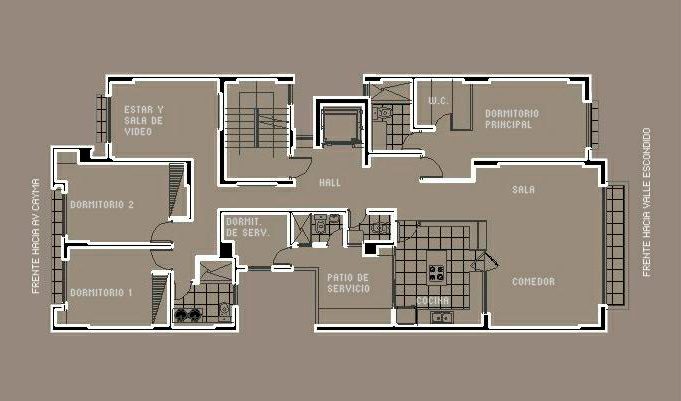 ESTAR Y
SALA DE
VIDEO
W.C.
DORMITORIO
PRINCIPAL
HALL
SALA
DORMITORIO 2
DORMIT.
DE SERV.
PATIO DE
SERVICIO
COMEDOR
DORMITORIO 1
COCINA
FRENTE HACIA AV CAYMA
FRENTE HACIA VALLE ESCONDIDO